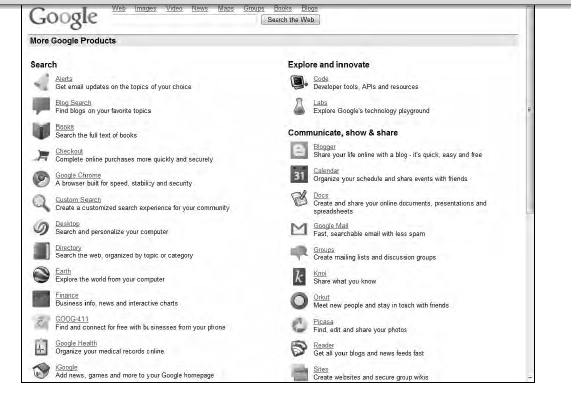 Google
Web Images Video News Maps Groups Books Blogs
Search the Web
More Google Products
Search
Alerts
Get email updates on the topics of your choice
Blog Search
Find blogs on your favorite topics
Books
Search the full text of books
Checkout
Complete online purchases more quickly and securely
Google Chrome
A browser built for speed, stability and security
Custom Search
Create a customized search experience for your community
Desktop
Search and personalize your computer
Directory
Search the web, organized by topic or category
Earth
Explore the world from your computer
Finance
Business info, news and interactive charts
GOOG-411
Find and connect for free with businesses from your phone
Google Health
Organize your medical records online
iGoogle
Add news, games and more to your Google homepage
Explore and innovate
Code
Developer tools, APIs and resources
Labs
Explore Google's technology playground
Communicate, show & share
Blogger
Share your life online with a blog - it's quick, easy and free
31
Calendar
Organize your schedule and share events with friends
Docs
Create and share your online documents, presentations and
spreadsheets
Google Mail
Fast, searchable email with less spam
Groups
Create mailing lists and discussion groups
k
Knol
Share what you know
Orkut
Meet new people and stay in touch with friends
Picasa
Find, edit and share your photos
Reader
Get all your blogs and news feeds fast
Sites
Create websites and secure group wikis